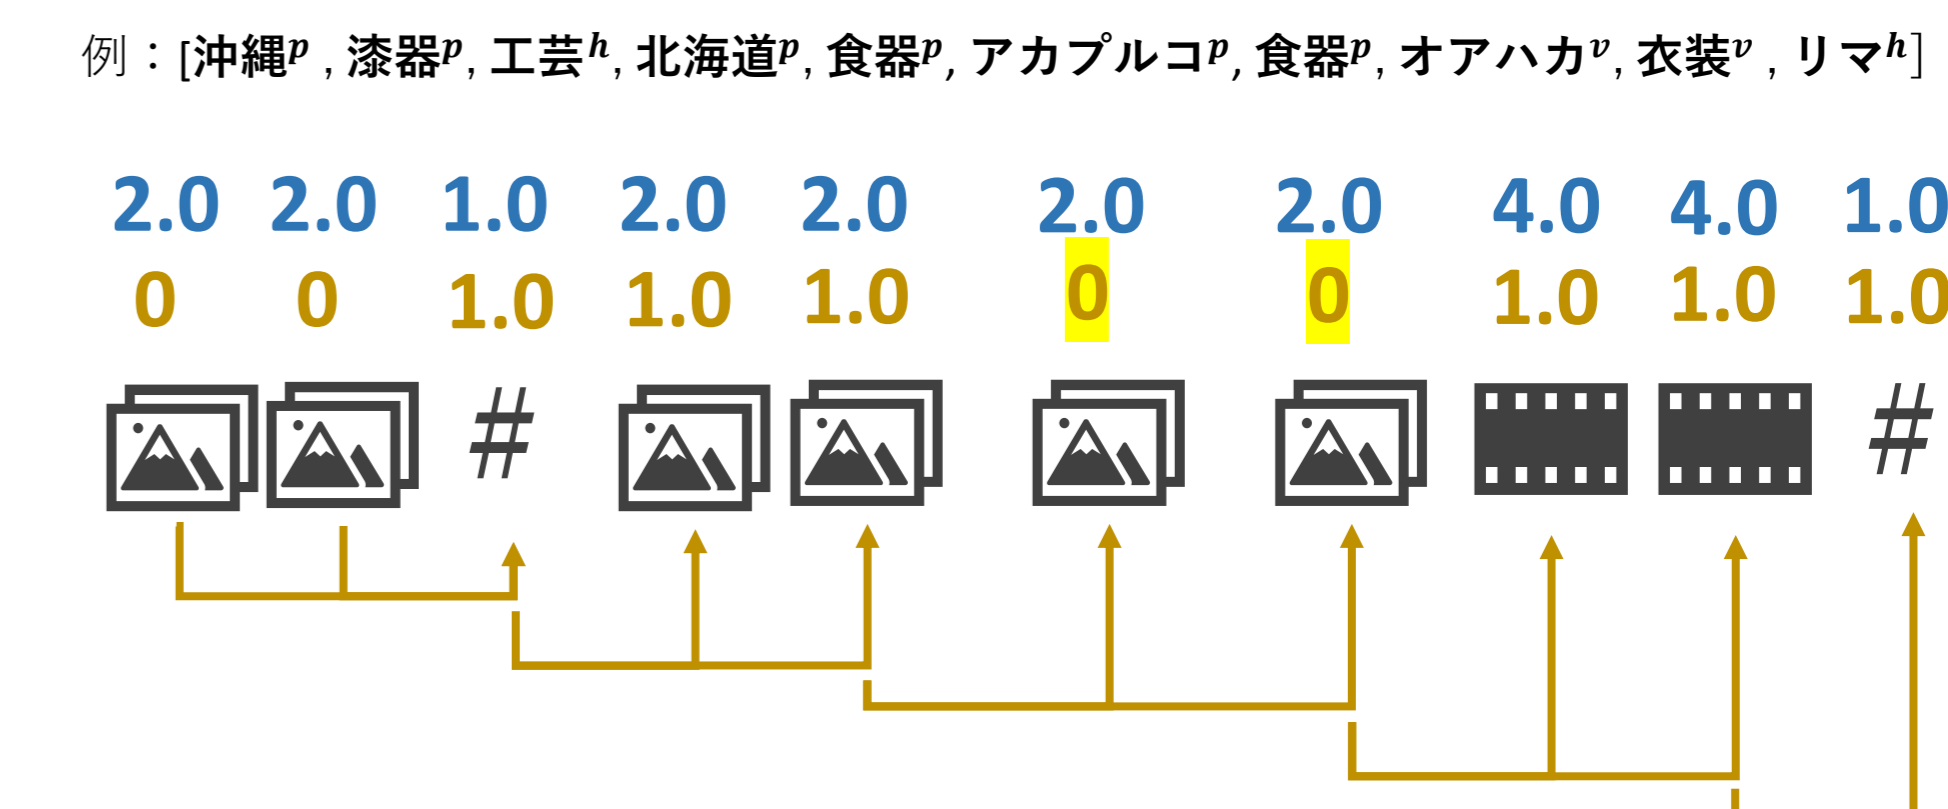 例：[沖縄ᵖ , 漆器ᵖ, 工芸ʰ, 北海道ᵖ, 食器ᵖ, アカプルコᵖ, 食器ᵖ, オアハカᵛ, 衣装ᵛ , リマʰ]
2.0 2.0 1.0 2.0 2.0 2.0 2.0 4.0 4.0 1.0
0 0 1.0 1.0 1.0 0 0 1.0 1.0 1.0
# #